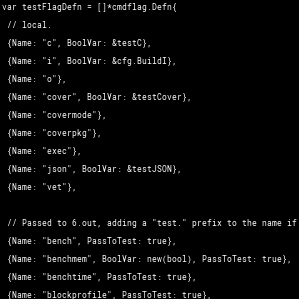 var testFlagDefn = []*cmdflag.Defn{
// local.
{Name: "c", BoolVar: &testC},
{Name: "i", BoolVar: &cfg.BuildI},
{Name: "o"},
{Name: "cover", BoolVar: &testCover},
{Name: "covermode"},
{Name: "coverpkg"},
{Name: "exec"},
{Name: "json", BoolVar: &testJSON},
{Name: "vet"},
// Passed to 6.out, adding a "test." prefix to the name if
{Name: "bench", PassToTest: true},
{Name: "benchmem", BoolVar: new(bool), PassToTest: true},
{Name: "benchtime", PassToTest: true},
{Name: "blockprofile", PassToTest: true},